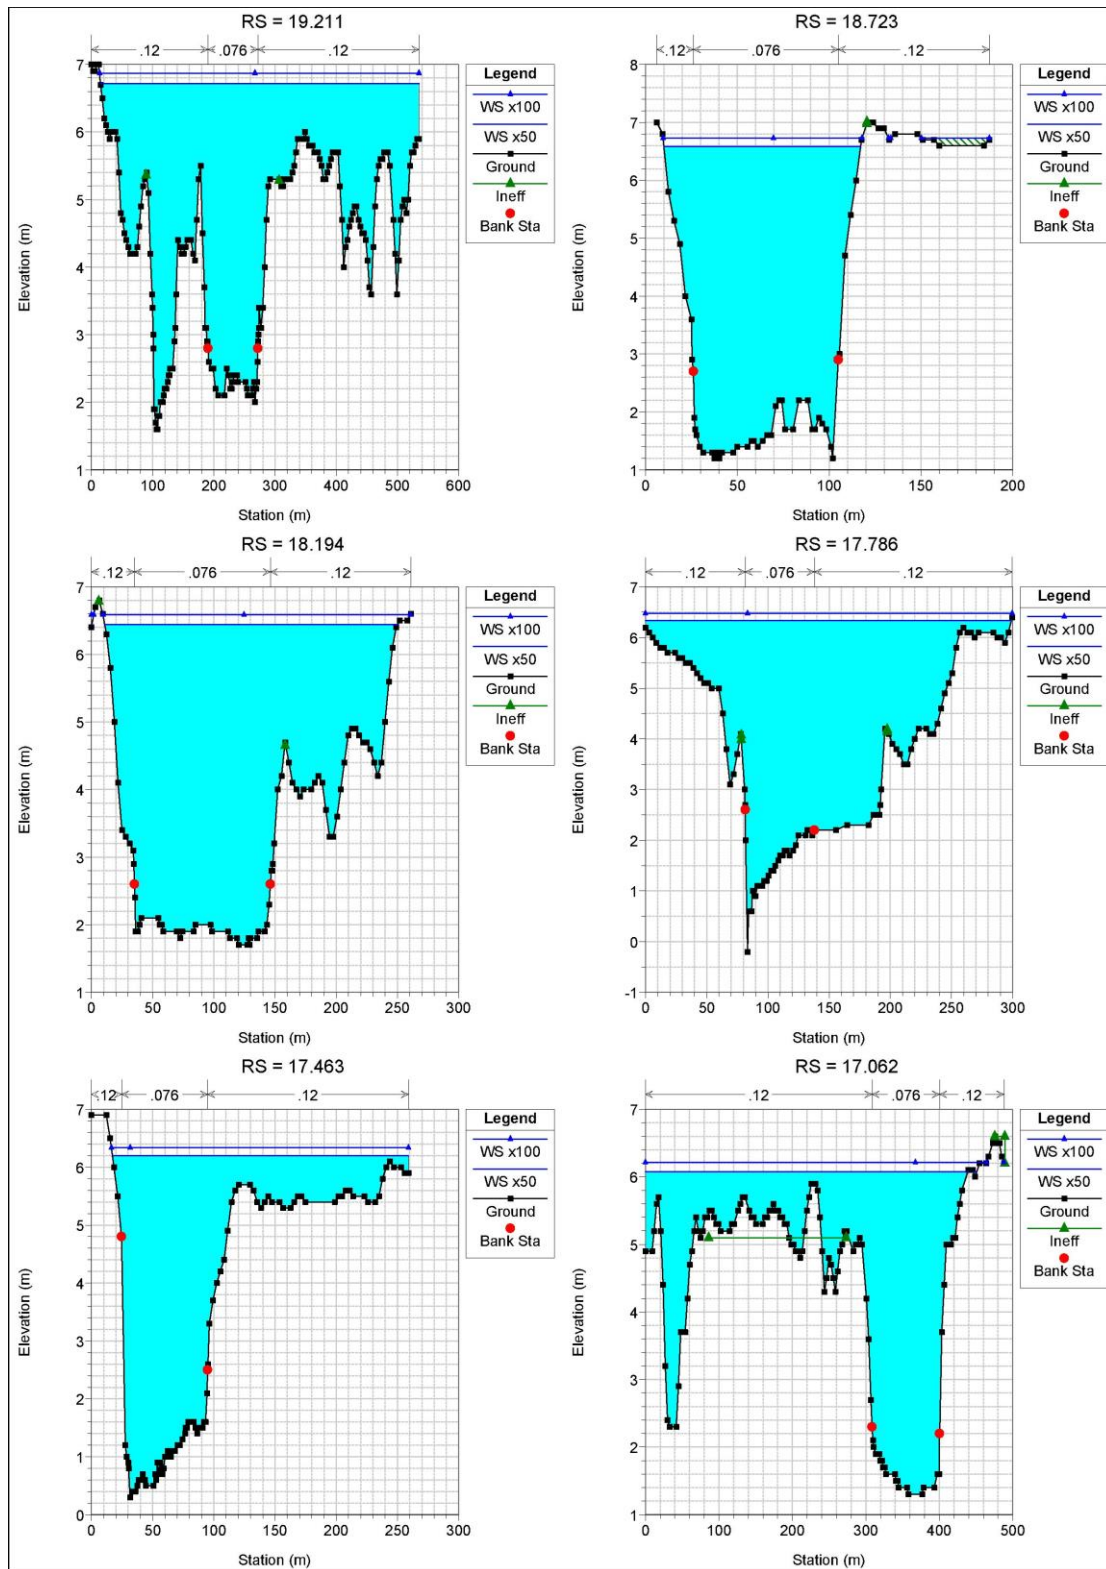 RS = 19.211
.12 .076 .12
7
6
5
4
3
2
1
Elevation (m)
0 100 200 300 400 500 600
Station (m)
Legend
WS x100
WS x50
Ground
Ineff
Bank Sta
RS = 18.723
.12 .076 .12
8
7
6
5
4
3
2
1
Elevation (m)
0 50 100 150 200
Station (m)
Legend
WS x100
WS x50
Ground
Ineff
Bank Sta
RS = 18.194
.12 .076 .12
7
6
5
4
3
2
1
Elevation (m)
0 50 100 150 200 250 300
Station (m)
Legend
WS x100
WS x50
Ground
Ineff
Bank Sta
RS = 17.786
.12 .076 .12
7
6
5
4
3
2
1
0
-1
Elevation (m)
0 50 100 150 200 250 300
Station (m)
Legend
WS x100
WS x50
Ground
Ineff
Bank Sta
RS = 17.463
12 .076 .12
7
6
5
4
3
2
1
0
Elevation (m)
0 50 100 150 200 250 300
Station (m)
Legend
WS x100
WS x50
Ground
Bank Sta
RS = 17.062
.12 .076 .12
7
6
5
4
3
2
1
Elevation (m)
0 100 200 300 400 500
Station (m)
Legend
WS x100
WS x50
Ground
Ineff
Bank Sta